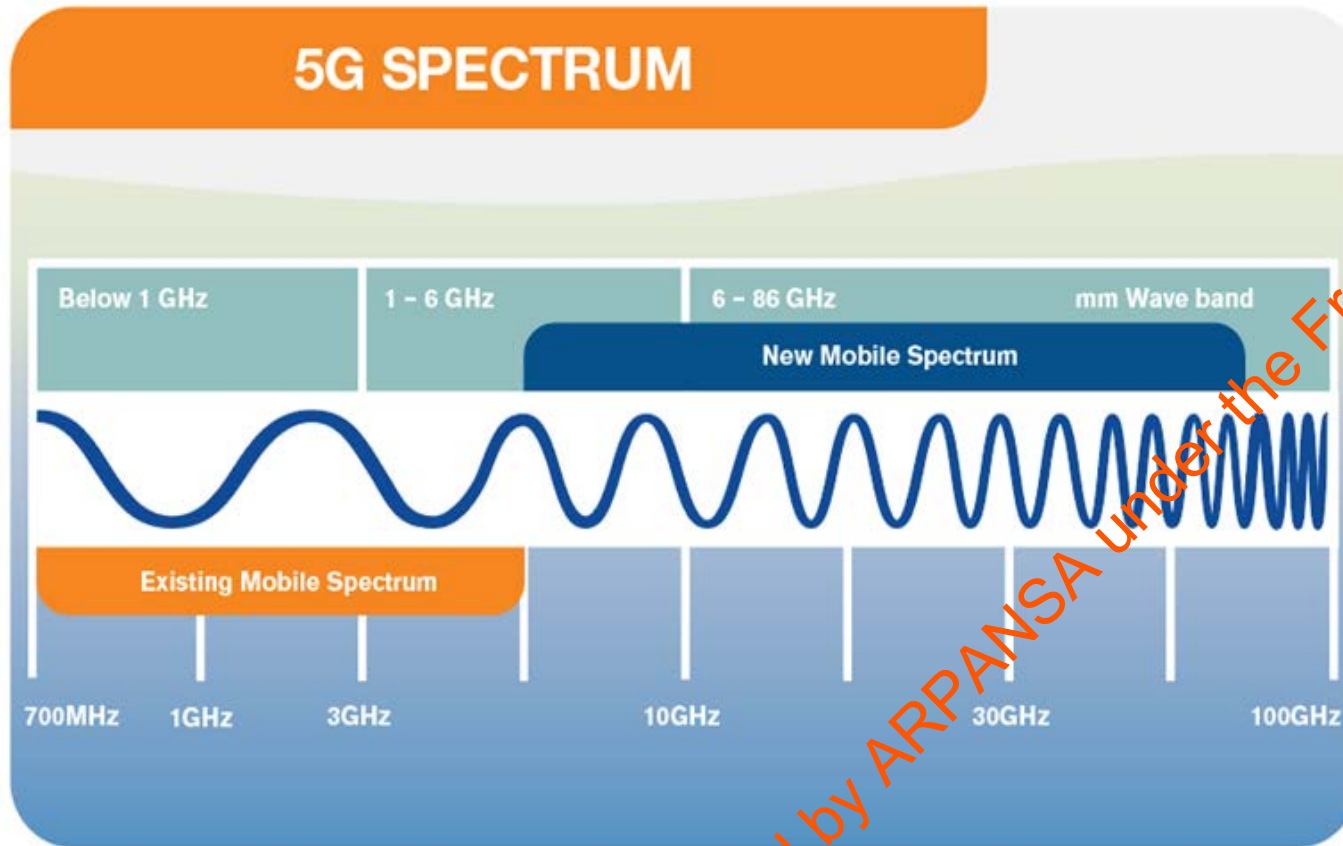 5G SPECTRUM
Below 1 GHz
1 – 6 GHz
6 – 86 GHz
mm Wave band
New Mobile Spectrum
Existing Mobile Spectrum
700MHz
1GHz
3GHz
10GHz
30GHz
100GHz
by ARPANSA under the